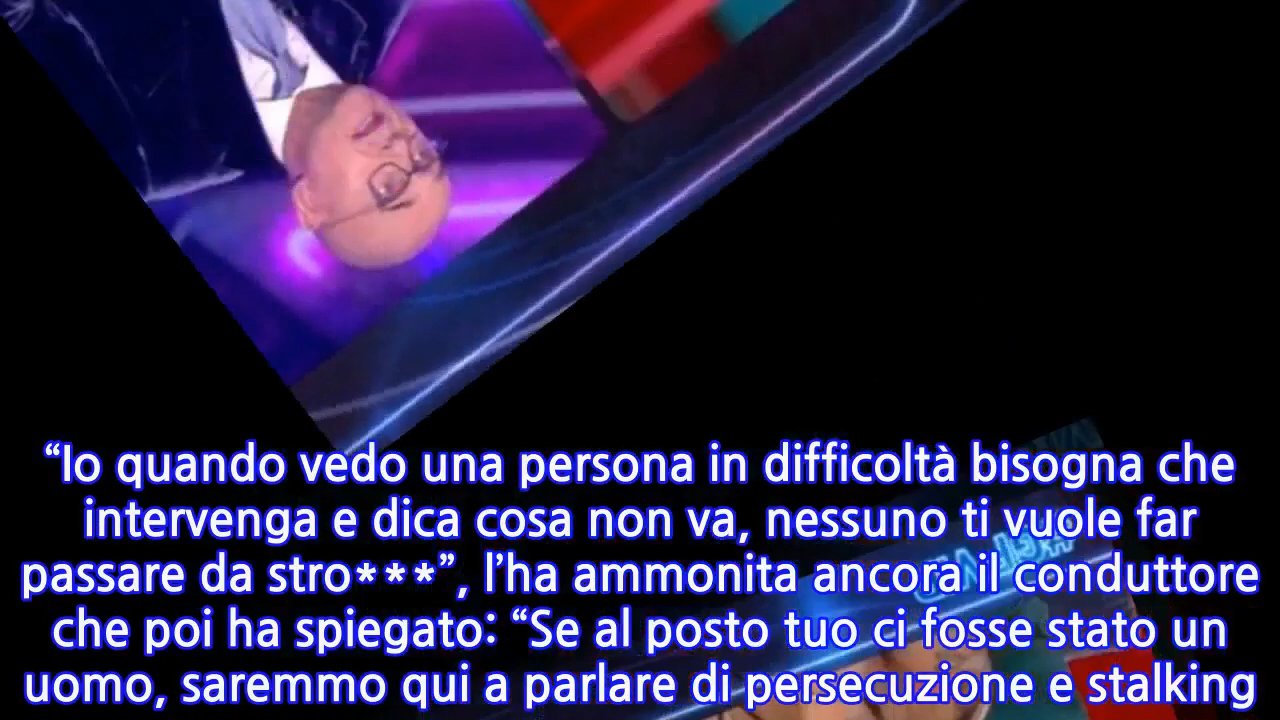 “Io quando vedo una persona in difficoltà bisogna che
intervenga e dica cosa non va, nessuno ti vuole far
passare da stro***”, l’ha ammonita ancora il conduttore
che poi ha spiegato: “Se al posto tuo ci fosse stato un
uomo, saremmo qui a parlare di persecuzione e stalking